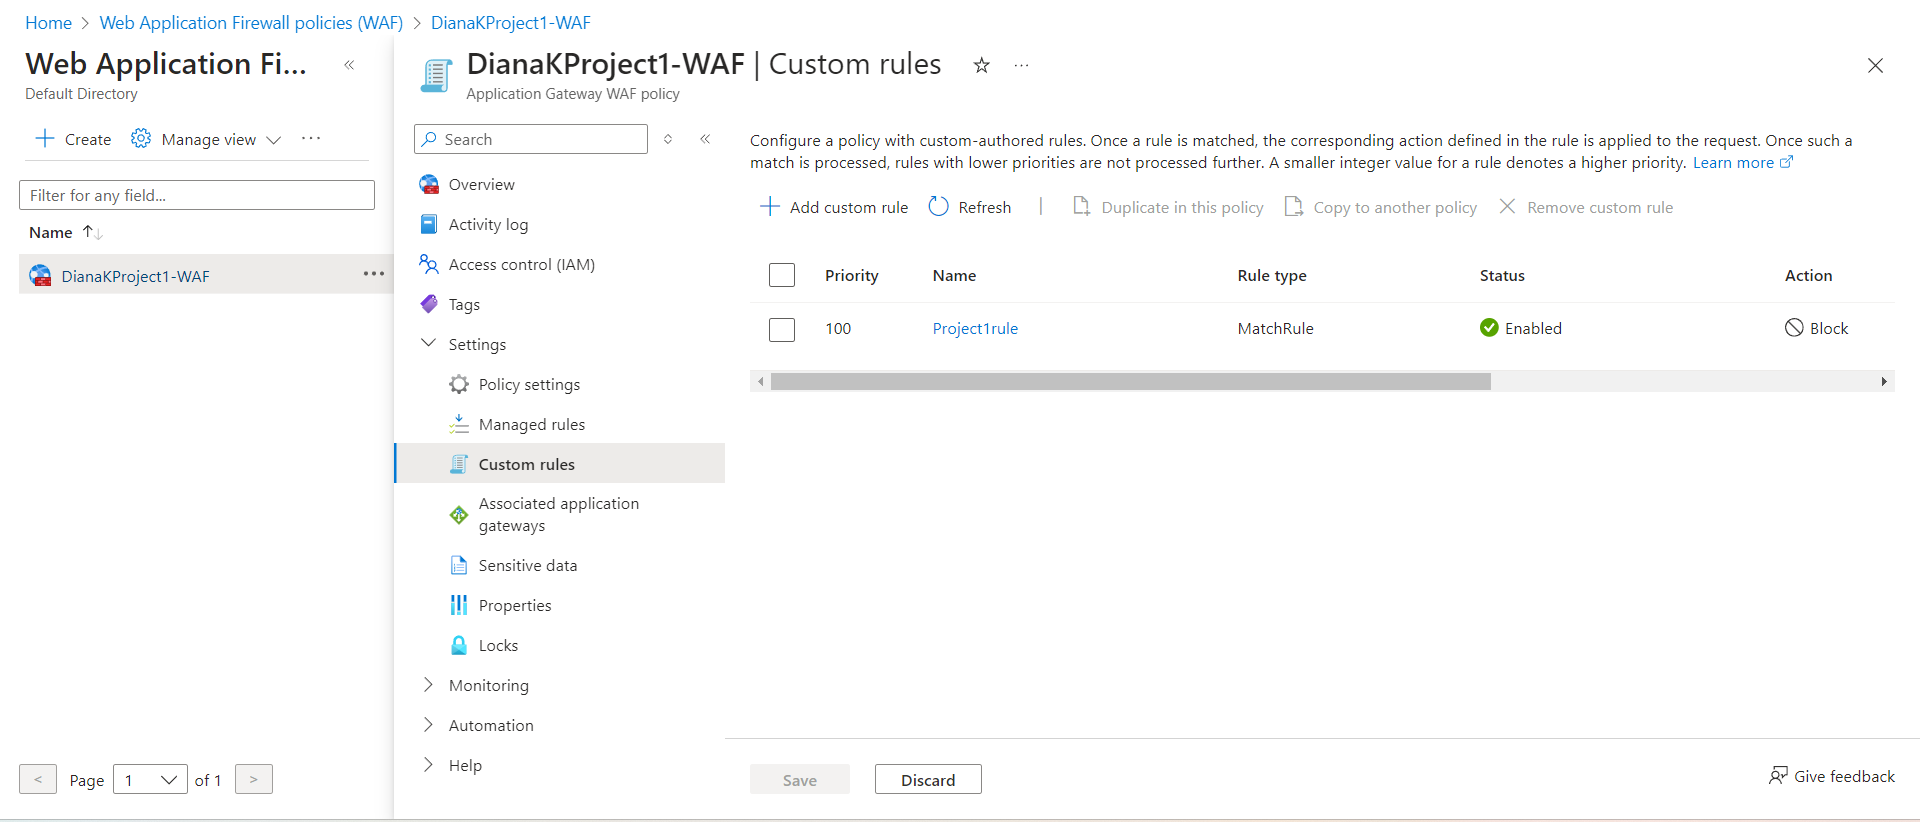 Home > Web Application Firewall policies (WAF) > DianaKProject1-WAF
Web Application Fi...
Default Directory
Create
Manage view
Filter for any field...
Name
DianaKProject1-WAF
< Page 1 of 1 >
DianaKProject1-WAF | Custom rules
Application Gateway WAF policy
Search
Overview
Activity log
Access control (IAM)
Tags
Settings
Policy settings
Managed rules
Custom rules
Associated application
gateways
Sensitive data
Properties
Locks
Monitoring
Automation
Help
Configure a policy with custom-authored rules. Once a rule is matched, the corresponding action defined in the rule is applied to the request. Once such a
match is processed, rules with lower priorities are not processed further. A smaller integer value for a rule denotes a higher priority. Learn more
Add custom rule Refresh | Duplicate in this policy Copy to another policy Remove custom rule
Priority Name Rule type Status Action
100 Project1rule MatchRule Enabled Block
Save Discard
Give feedback